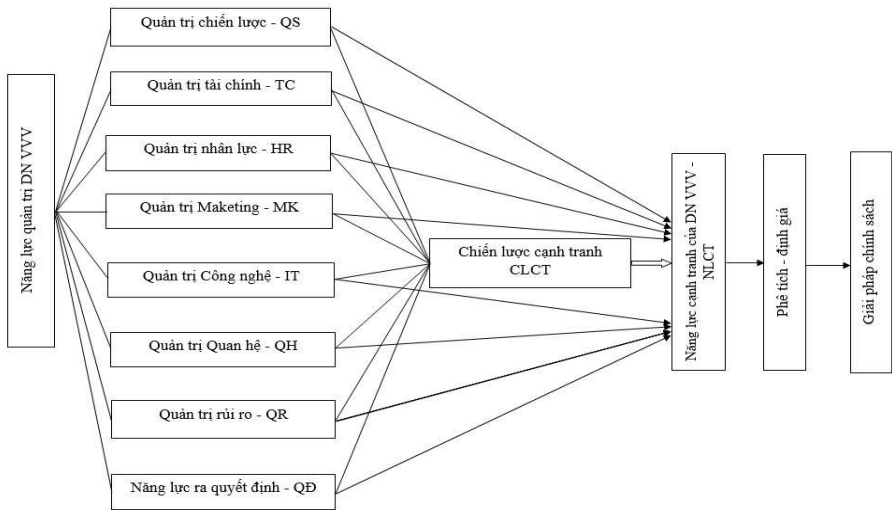 Năng lực quản trị DN VVV
Quản trị chiến lược - QS
Quản trị tài chính - TC
Quản trị nhân lực - HR
Quản trị Maketing - MK
Quản trị Công nghệ - IT
Quản trị Quan hệ - QH
Quản trị rủi ro - QR
Năng lực ra quyết định - QĐ
Chiến lược cạnh tranh
CLCT
Năng lực cạnh tranh của DN VVV -
NLCT
Phê tích - định giá
Giải pháp chính sách